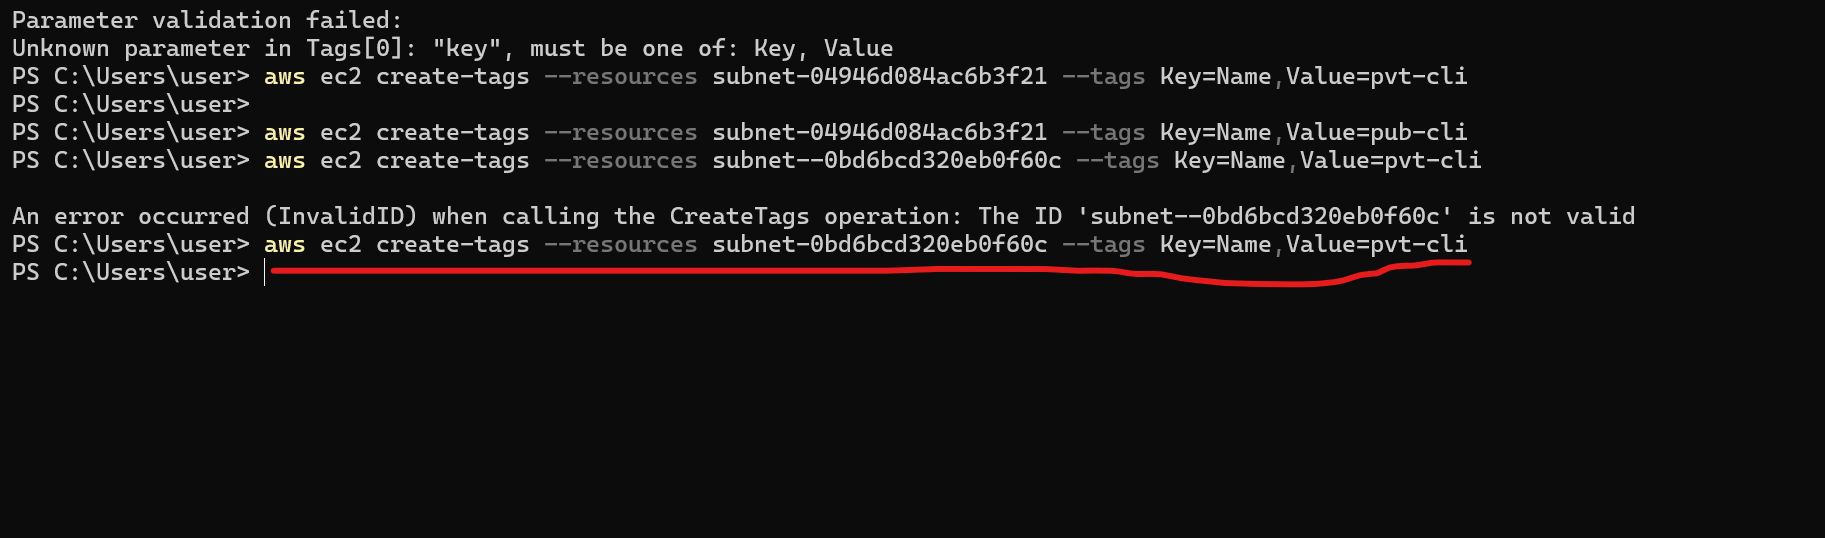 Parameter validation failed:
Unknown parameter in Tags[0]: "key", must be one of: Key, Value
PS C:\Users\user> aws ec2 create-tags --resources subnet-04946d084ac6b3f21 --tags Key=Name,Value=pvt-cli
PS C:\Users\user>
PS C:\Users\user> aws ec2 create-tags --resources subnet-04946d084ac6b3f21 --tags Key=Name,Value=pub-cli
PS C:\Users\user> aws ec2 create-tags --resources subnet--0bd6bcd320eb0f60c --tags Key=Name,Value=pvt-cli
An error occurred (InvalidID) when calling the CreateTags operation: The ID 'subnet--0bd6bcd320eb0f60c' is not valid
PS C:\Users\user> aws ec2 create-tags --resources subnet-0bd6bcd320eb0f60c --tags Key=Name,Value=pvt-cli
PS C:\Users\user>